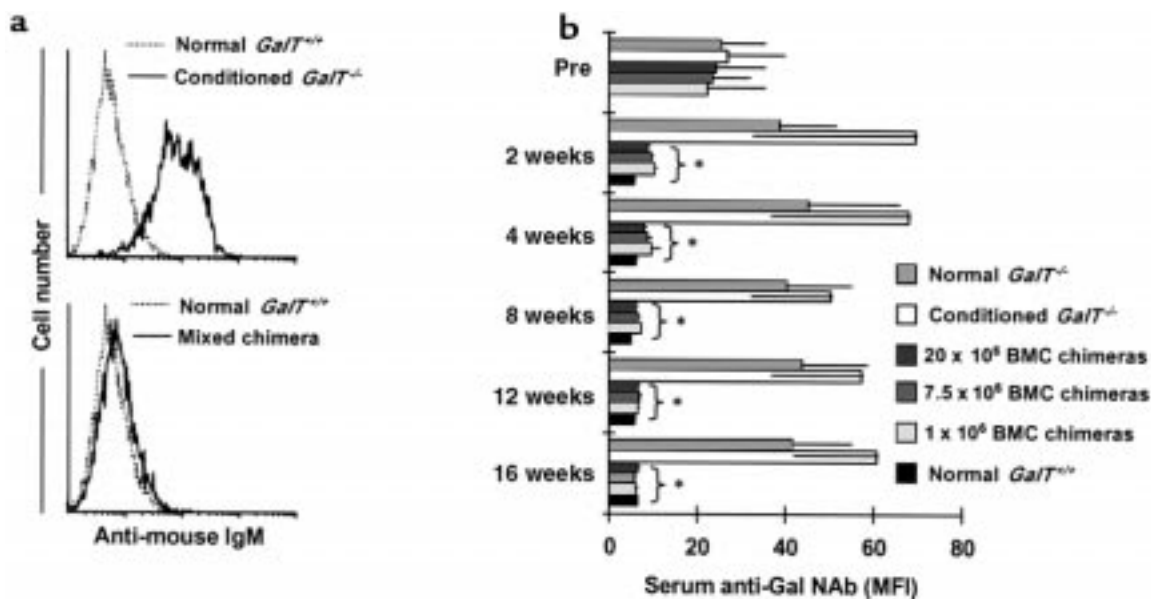 a
Normal GalT+/+
Conditioned GalT-/-
Cell number
Normal GalT+/+
Mixed chimera
Anti-mouse IgM
b
Pre
2 weeks
*
4 weeks
*
8 weeks
*
12 weeks
*
16 weeks
*
Normal GalT-/-
Conditioned GalT-/-
20 x 10⁶ BMC chimeras
7.5 x 10⁶ BMC chimeras
1 x 10⁶ BMC chimeras
Normal GalT+/+
0 20 40 60 80
Serum anti-Gal NAb (MFI)